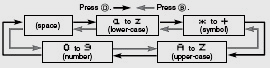 Press Ⓓ. Press Ⓑ.
(space)
a to z
(lower-case)
* to +
(symbol)
0 to 9
(number)
A to Z
(upper-case)